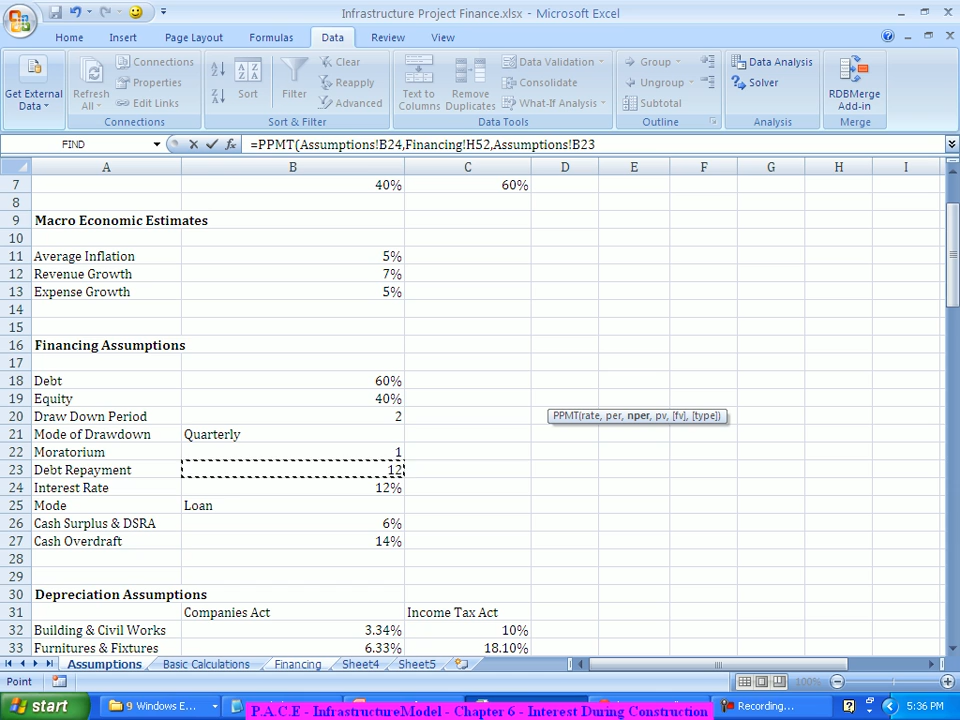 Infrastructure Project Finance.xlsx - Microsoft Excel
Home Insert Page Layout Formulas Data Review View
Get External Data
Refresh All
Connections
Properties
Edit Links
Connections
Sort
Filter
Clear
Reapply
Advanced
Sort & Filter
Text to Columns
Remove Duplicates
Data Validation
Consolidate
What-If Analysis
Data Tools
Group
Ungroup
Subtotal
Outline
Data Analysis
Solver
Analysis
RDBMerge Add-in
Merge
FIND =PPMT(Assumptions!B24,Financing!H52,Assumptions!B23
A B C D E F G H I
7 40% 60%
8
9 Macro Economic Estimates
10
11 Average Inflation 5%
12 Revenue Growth 7%
13 Expense Growth 5%
14
15
16 Financing Assumptions
17
18 Debt 60%
19 Equity 40%
20 Draw Down Period 2 PPMT(rate, per, nper, pv, [fv], [type])
21 Mode of Drawdown Quarterly
22 Moratorium 1
23 Debt Repayment 12
24 Interest Rate 12%
25 Mode Loan
26 Cash Surplus & DSRA 6%
27 Cash Overdraft 14%
28
29
30 Depreciation Assumptions
31 Companies Act Income Tax Act
32 Building & Civil Works 3.34% 10%
33 Furnitures & Fixtures 6.33% 18.10%
Assumptions Basic Calculations Financing Sheet4 Sheet5
Point 100%
start 9 Windows E... Recording... 5:36 PM
P.A.C.E - InfrastructureModel - Chapter 6 - Interest During Construction